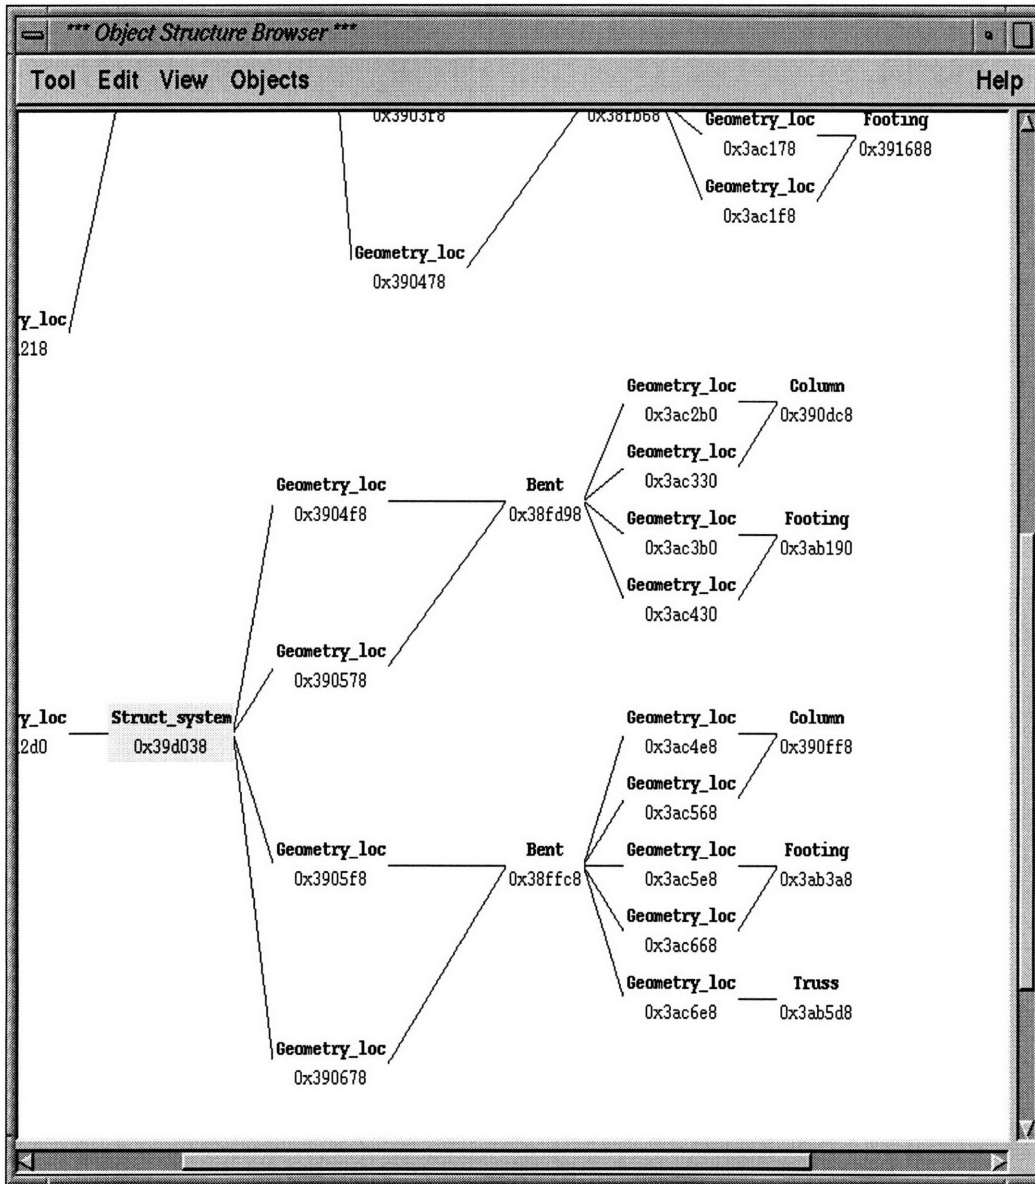 *** Object Structure Browser ***
Tool Edit View Objects Help
0x3903f8 0x38fb68 Geometry_loc Footing
0x3ac178 0x391688
Geometry_loc
0x3ac1f8
Geometry_loc
0x390478
ry_loc
218
Geometry_loc Column
0x3ac2b0 0x390dc8
Geometry_loc
0x3ac330
Geometry_loc Bent
0x3904f8 0x38fd98
Geometry_loc Footing
0x3ac3b0 0x3ab190
Geometry_loc
0x3ac430
Geometry_loc
0x390578
ry_loc Struct_system Geometry_loc Column
2d0 0x39d038 0x3ac4e8 0x390ff8
Geometry_loc
0x3ac568
Geometry_loc Bent Geometry_loc Footing
0x3905f8 0x38ffc8 0x3ac5e8 0x3ab3a8
Geometry_loc
0x3ac668
Geometry_loc Truss
0x3ac6e8 0x3ab5d8
Geometry_loc
0x390678